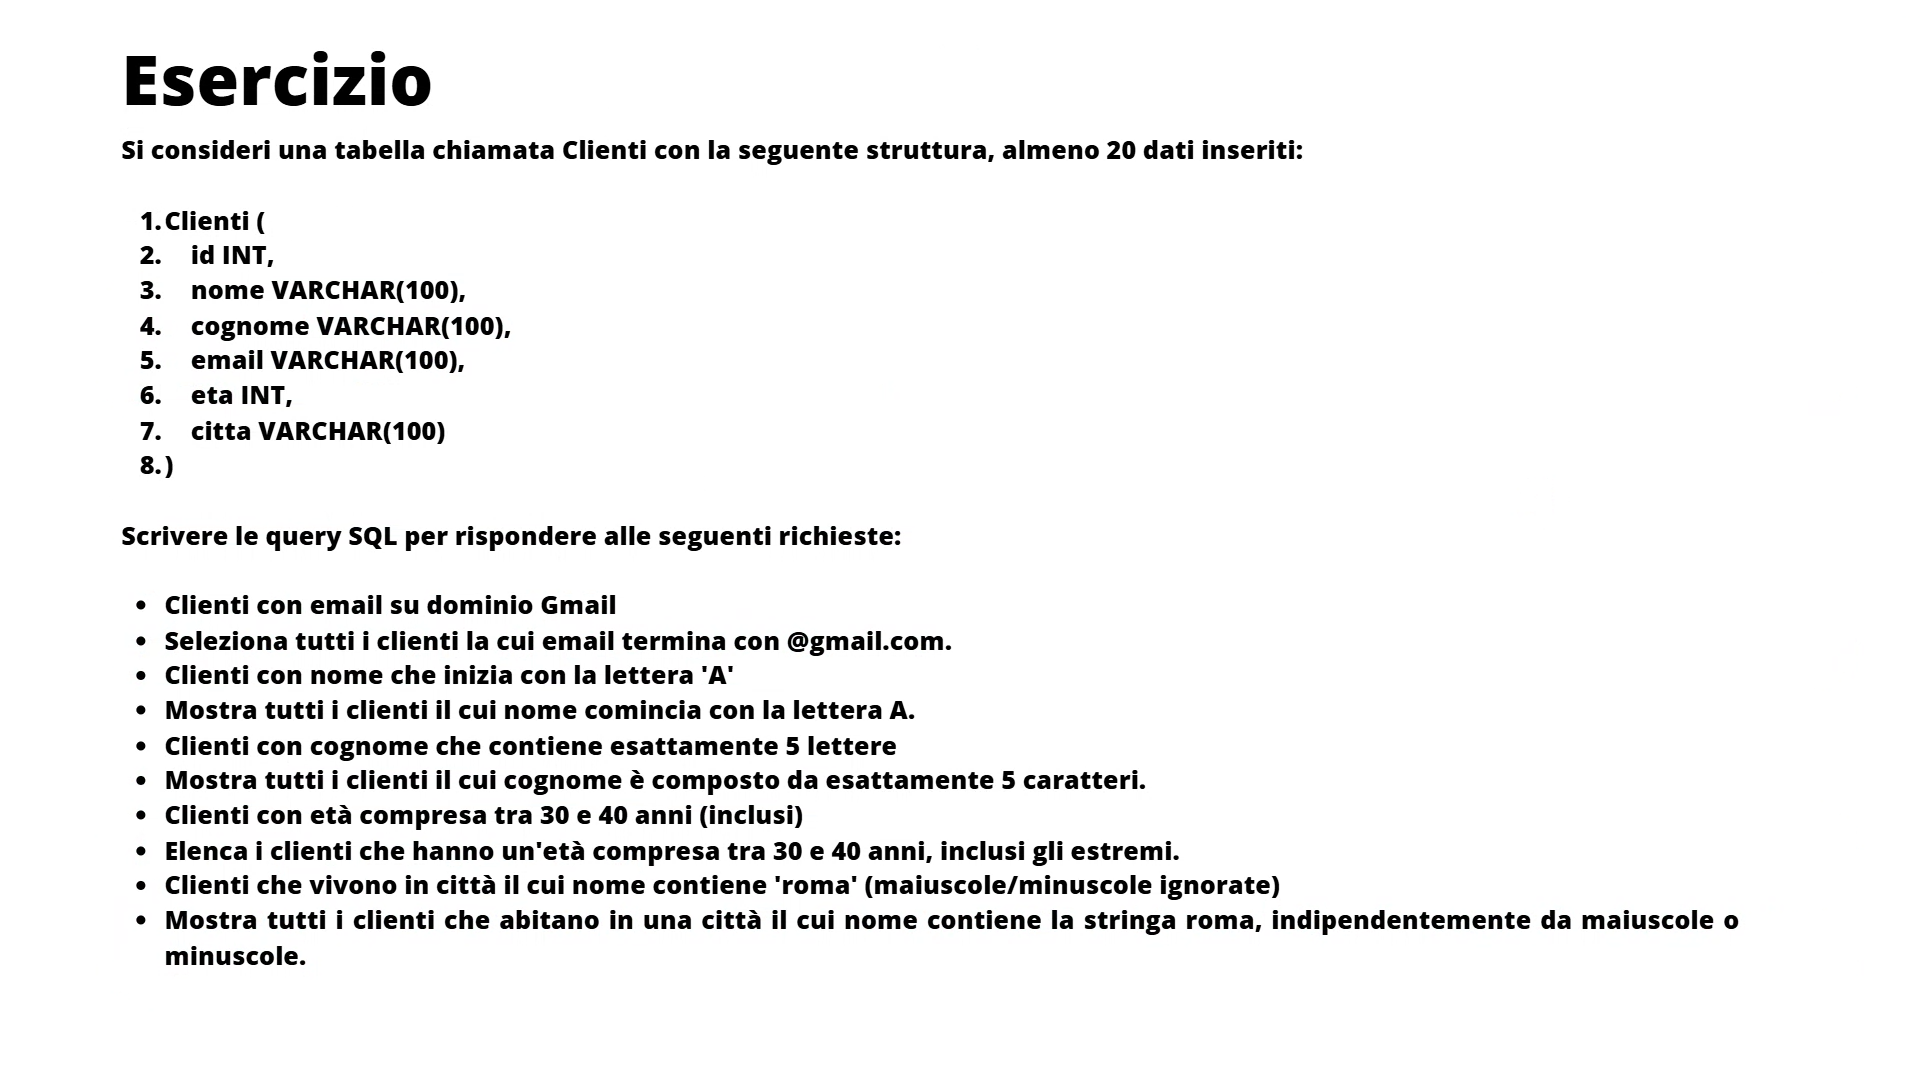 Esercizio
Si consideri una tabella chiamata Clienti con la seguente struttura, almeno 20 dati inseriti:
1. Clienti (
2. id INT,
3. nome VARCHAR(100),
4. cognome VARCHAR(100),
5. email VARCHAR(100),
6. eta INT,
7. citta VARCHAR(100)
8. )
Scrivere le query SQL per rispondere alle seguenti richieste:
• Clienti con email su dominio Gmail
• Seleziona tutti i clienti la cui email termina con @gmail.com.
• Clienti con nome che inizia con la lettera 'A'
• Mostra tutti i clienti il cui nome comincia con la lettera A.
• Clienti con cognome che contiene esattamente 5 lettere
• Mostra tutti i clienti il cui cognome è composto da esattamente 5 caratteri.
• Clienti con età compresa tra 30 e 40 anni (inclusi)
• Elenca i clienti che hanno un'età compresa tra 30 e 40 anni, inclusi gli estremi.
• Clienti che vivono in città il cui nome contiene 'roma' (maiuscole/minuscole ignorate)
• Mostra tutti i clienti che abitano in una città il cui nome contiene la stringa roma, indipendentemente da maiuscole o
minuscole.